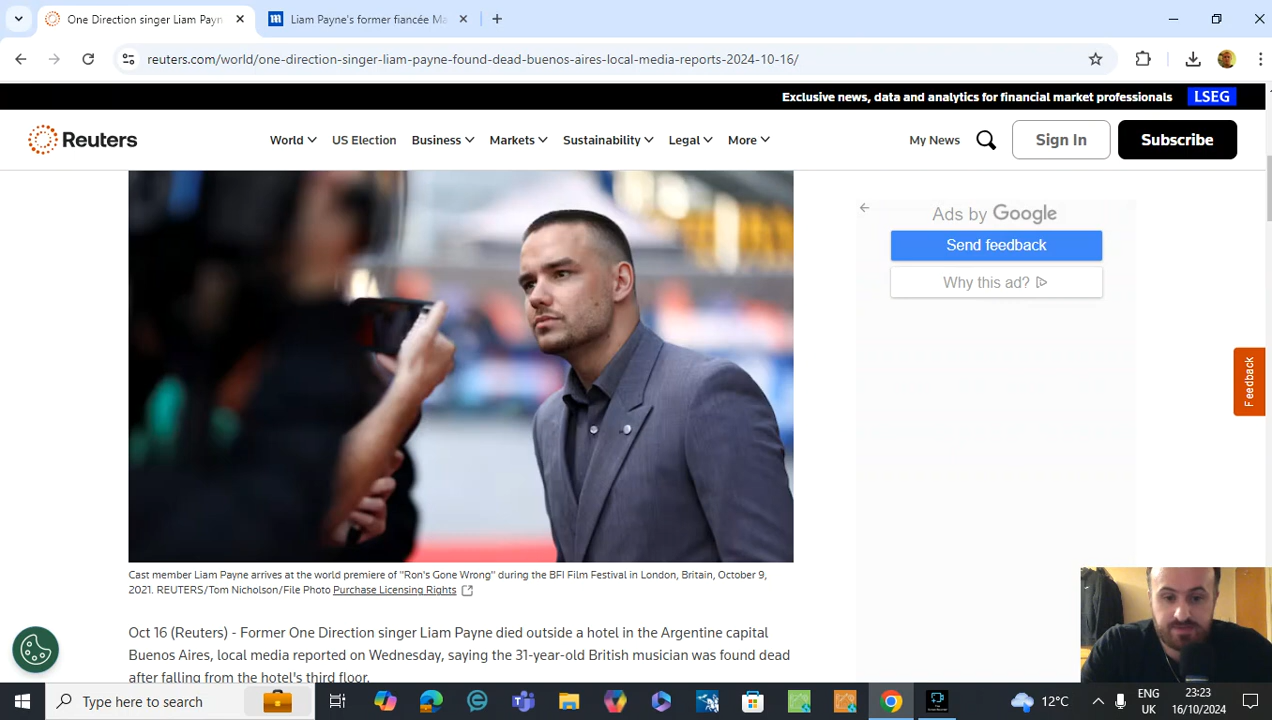 One Direction singer Liam Payn
Liam Payne's former fiancée Ma
reuters.com/world/one-direction-singer-liam-payne-found-dead-buenos-aires-local-media-reports-2024-10-16/
Exclusive news, data and analytics for financial market professionals LSEG
Reuters
World
US Election
Business
Markets
Sustainability
Legal
More
My News
Sign In
Subscribe
Ads by Google
Send feedback
Why this ad?
Feedback
Cast member Liam Payne arrives at the world premiere of "Ron's Gone Wrong" during the BFI Film Festival in London, Britain, October 9,
2021. REUTERS/Tom Nicholson/File Photo Purchase Licensing Rights
Oct 16 (Reuters) - Former One Direction singer Liam Payne died outside a hotel in the Argentine capital
Buenos Aires, local media reported on Wednesday, saying the 31-year-old British musician was found dead
after falling from the hotel's third floor.
Type here to search
12°C
ENG
UK
23:23
16/10/2024